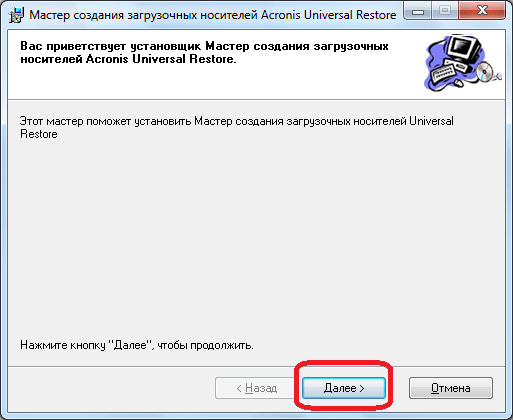 Мастер создания загрузочных носителей Acronis Universal Restore
Вас приветствует установщик Мастер создания загрузочных
носителей Acronis Universal Restore.
Этот мастер поможет установить Мастер создания загрузочных носителей Universal
Restore
Нажмите кнопку "Далее", чтобы продолжить.
< Назад
Далее >
Отмена